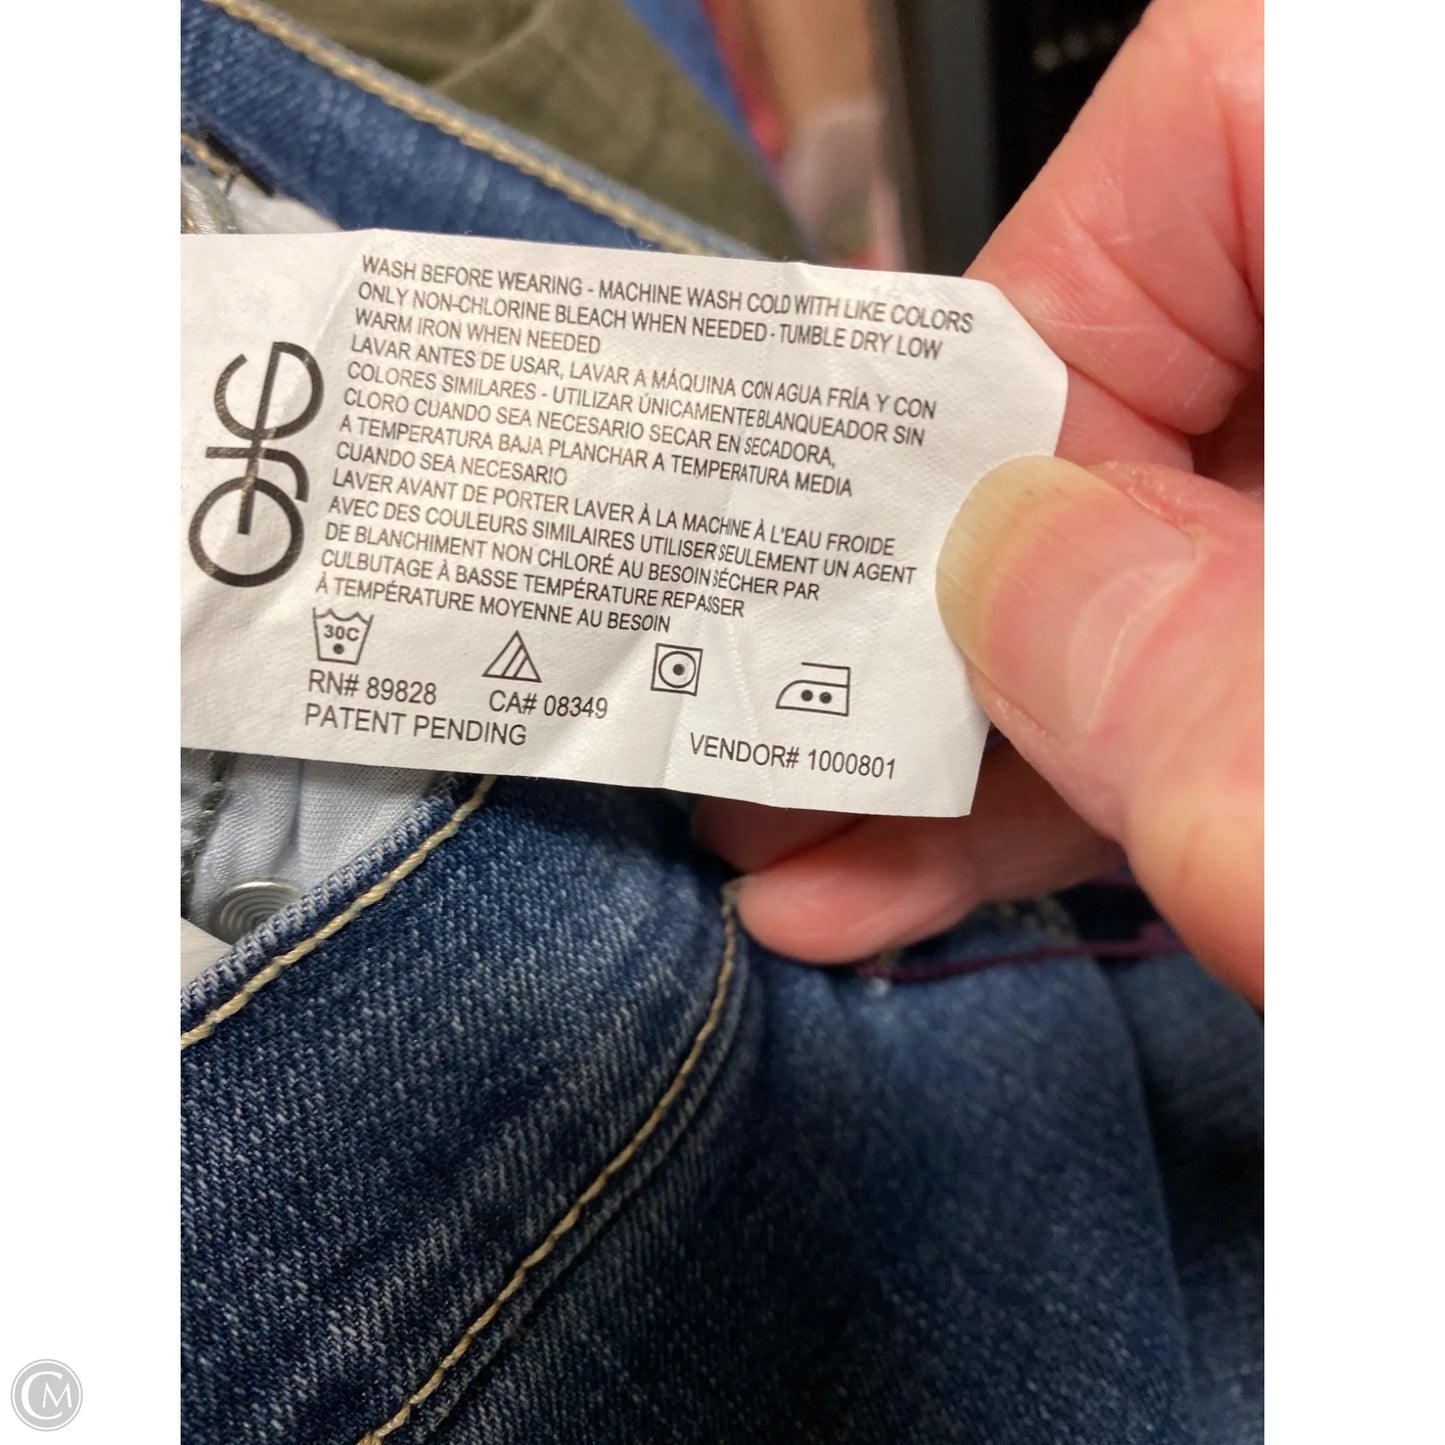 WASH BEFORE WEARING - MACHINE WASH COLD WITH LIKE COLORS
ONLY NON-CHLORINE BLEACH WHEN NEEDED - TUMBLE DRY LOW
WARM IRON WHEN NEEDED
LAVAR ANTES DE USAR, LAVAR A MÁQUINA CON AGUA FRÍA Y CON
COLORES SIMILARES - UTILIZAR ÚNICAMENTE BLANQUEADOR SIN
CLORO CUANDO SEA NECESARIO SECAR EN SECADORA,
A TEMPERATURA BAJA PLANCHAR A TEMPERATURA MEDIA
CUANDO SEA NECESARIO
LAVER AVANT DE PORTER LAVER À LA MACHINE À L'EAU FROIDE
AVEC DES COULEURS SIMILAIRES UTILISER SEULEMENT UN AGENT
DE BLANCHIMENT NON CHLORÉ AU BESOIN SÉCHER PAR
CULBUTAGE À BASSE TEMPÉRATURE REPASSER
À TEMPÉRATURE MOYENNE AU BESOIN
30C
RN# 89828 CA# 08349
PATENT PENDING VENDOR# 1000801
CM